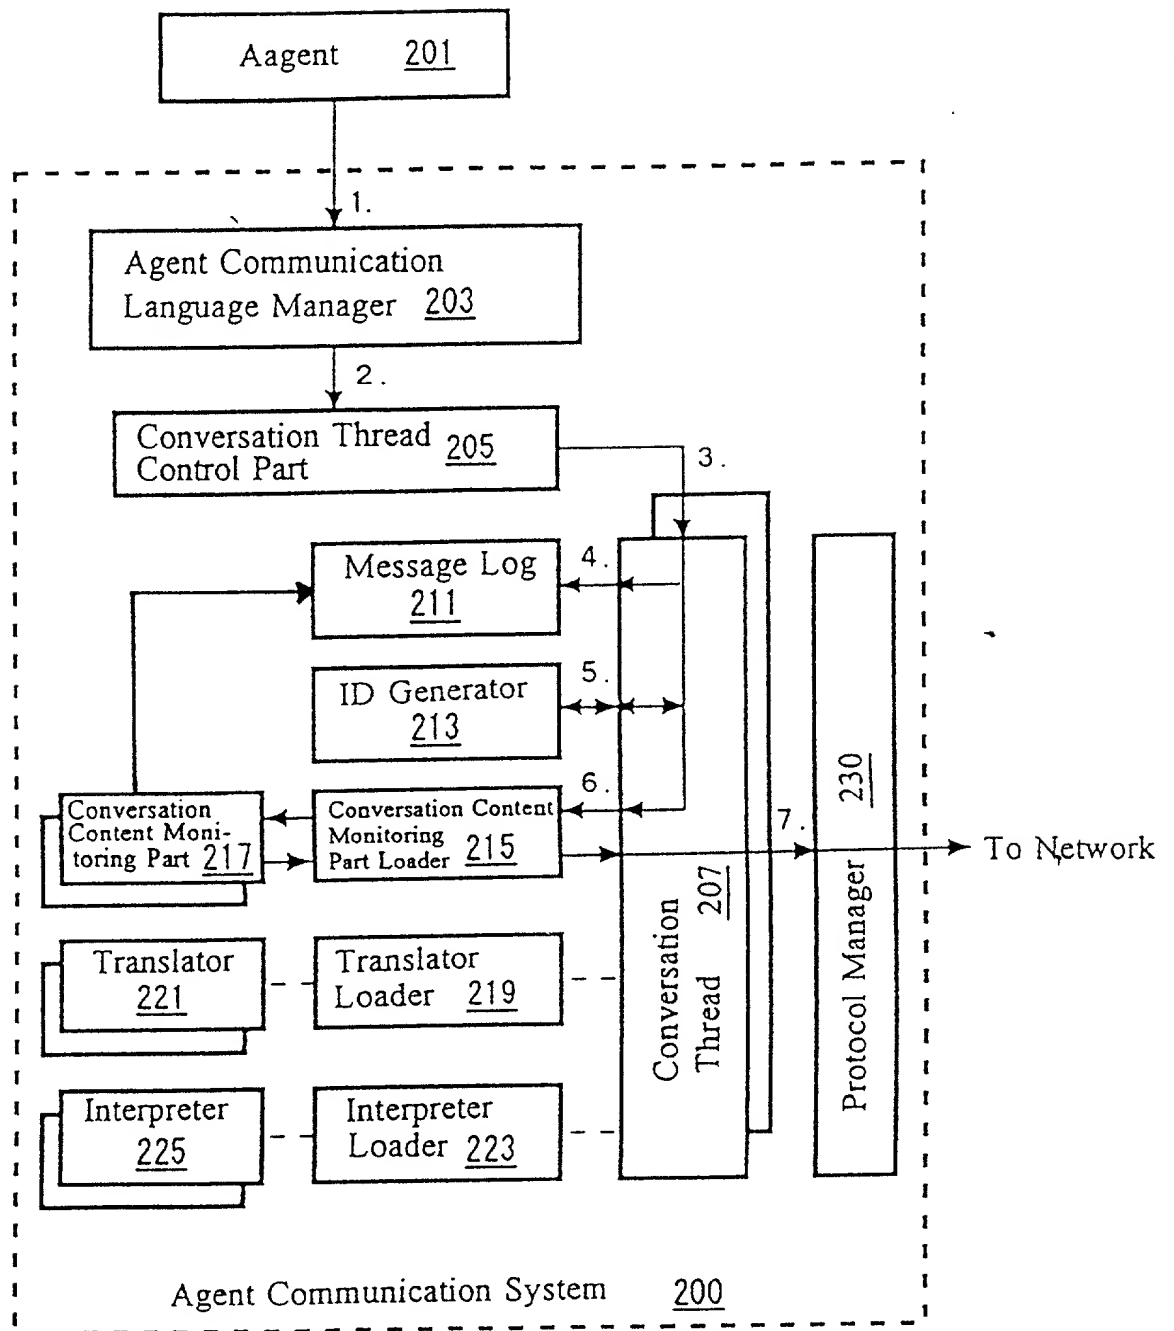 Aagent 201
1.
Agent Communication
Language Manager 203
2.
Conversation Thread
Control Part 205
3.
Message Log
211
4.
ID Generator
213
5.
6.
Conversation
Content Moni-
toring Part 217
Conversation Content
Monitoring
Part Loader 215
7.
To Network
Translator
221
Translator
Loader 219
Interpreter
225
Interpreter
Loader 223
Conversation
Thread 207
Protocol Manager 230
Agent Communication System 200